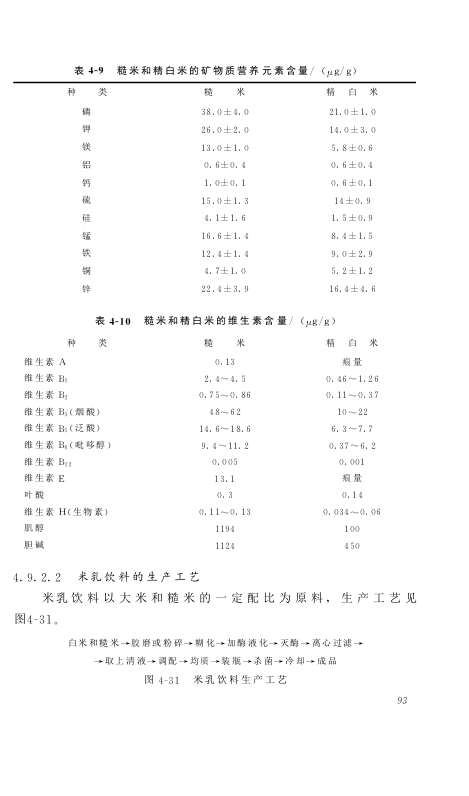 表 4-9 糙米和精白米的矿物质营养元素含量/(μg/g)
种 类 糙 米 精 白 米
磷 38.0±4.0 21.0±1.0
钾 26.0±2.0 14.0±3.0
镁 13.0±1.0 5.8±0.6
铝 0.6±0.4 0.6±0.4
钙 1.0±0.1 0.6±0.1
硫 15.0±1.3 14±0.9
硅 4.1±1.6 1.5±0.9
锰 16.6±1.4 8.4±1.5
铁 12.4±1.4 9.0±2.9
铜 4.7±1.0 5.2±1.2
锌 22.4±3.9 16.4±4.6
表 4-10 糙米和精白米的维生素含量/(μg/g)
种 类 糙 米 精 白 米
维生素 A 0.13 痕量
维生素 B₁ 2.4～4.5 0.46～1.26
维生素 B₂ 0.75～0.86 0.11～0.37
维生素 B₃(烟酸) 48～62 10～22
维生素 B₅(泛酸) 14.6～18.6 6.3～7.7
维生素 B₆(吡哆醇) 9.4～11.2 0.37～6.2
维生素 B₁₂ 0.005 0.001
维生素 E 13.1 痕量
叶酸 0.3 0.14
维生素 H(生物素) 0.11～0.13 0.034～0.06
肌醇 1194 100
胆碱 1124 450
4.9.2.2 米乳饮料的生产工艺
米乳饮料以大米和糙米的一定配比为原料，生产工艺见
图4-31。
白米和糙米→胶磨或粉碎→糊化→加酶液化→灭酶→离心过滤→
→取上清液→调配→均质→装瓶→杀菌→冷却→成品
图 4-31 米乳饮料生产工艺
93